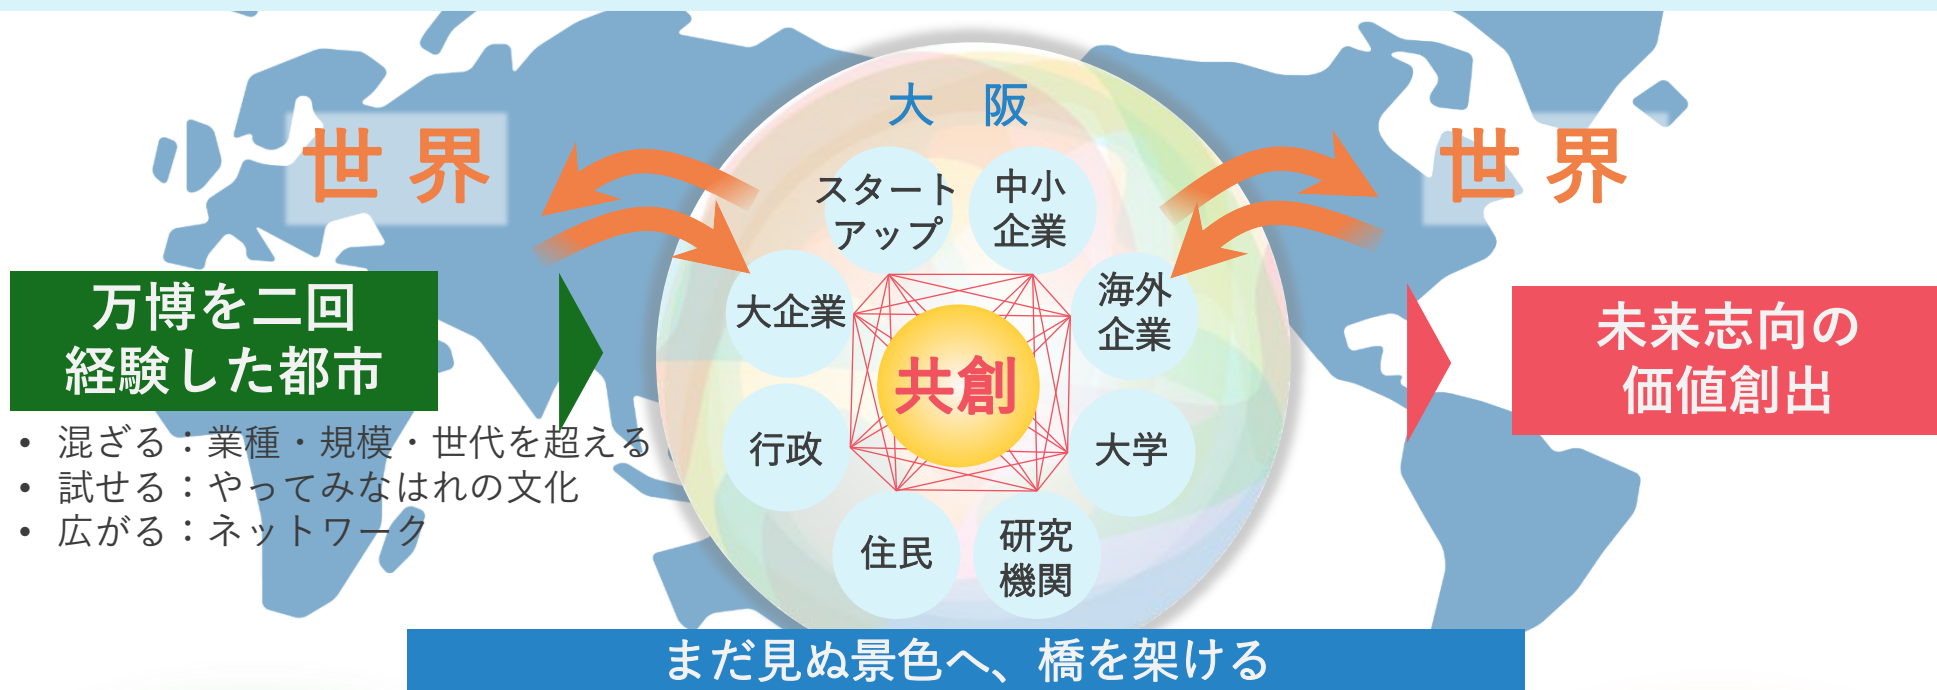 大 阪
世 界
世 界
スタート
アップ
中小
企業
大企業
海外
企業
共創
行政
大学
住民
研究
機関
万博を二回
経験した都市
• 混ざる：業種・規模・世代を超える
• 試せる：やってみなはれの文化
• 広がる：ネットワーク
未来志向の
価値創出
まだ見ぬ景色へ、橋を架ける